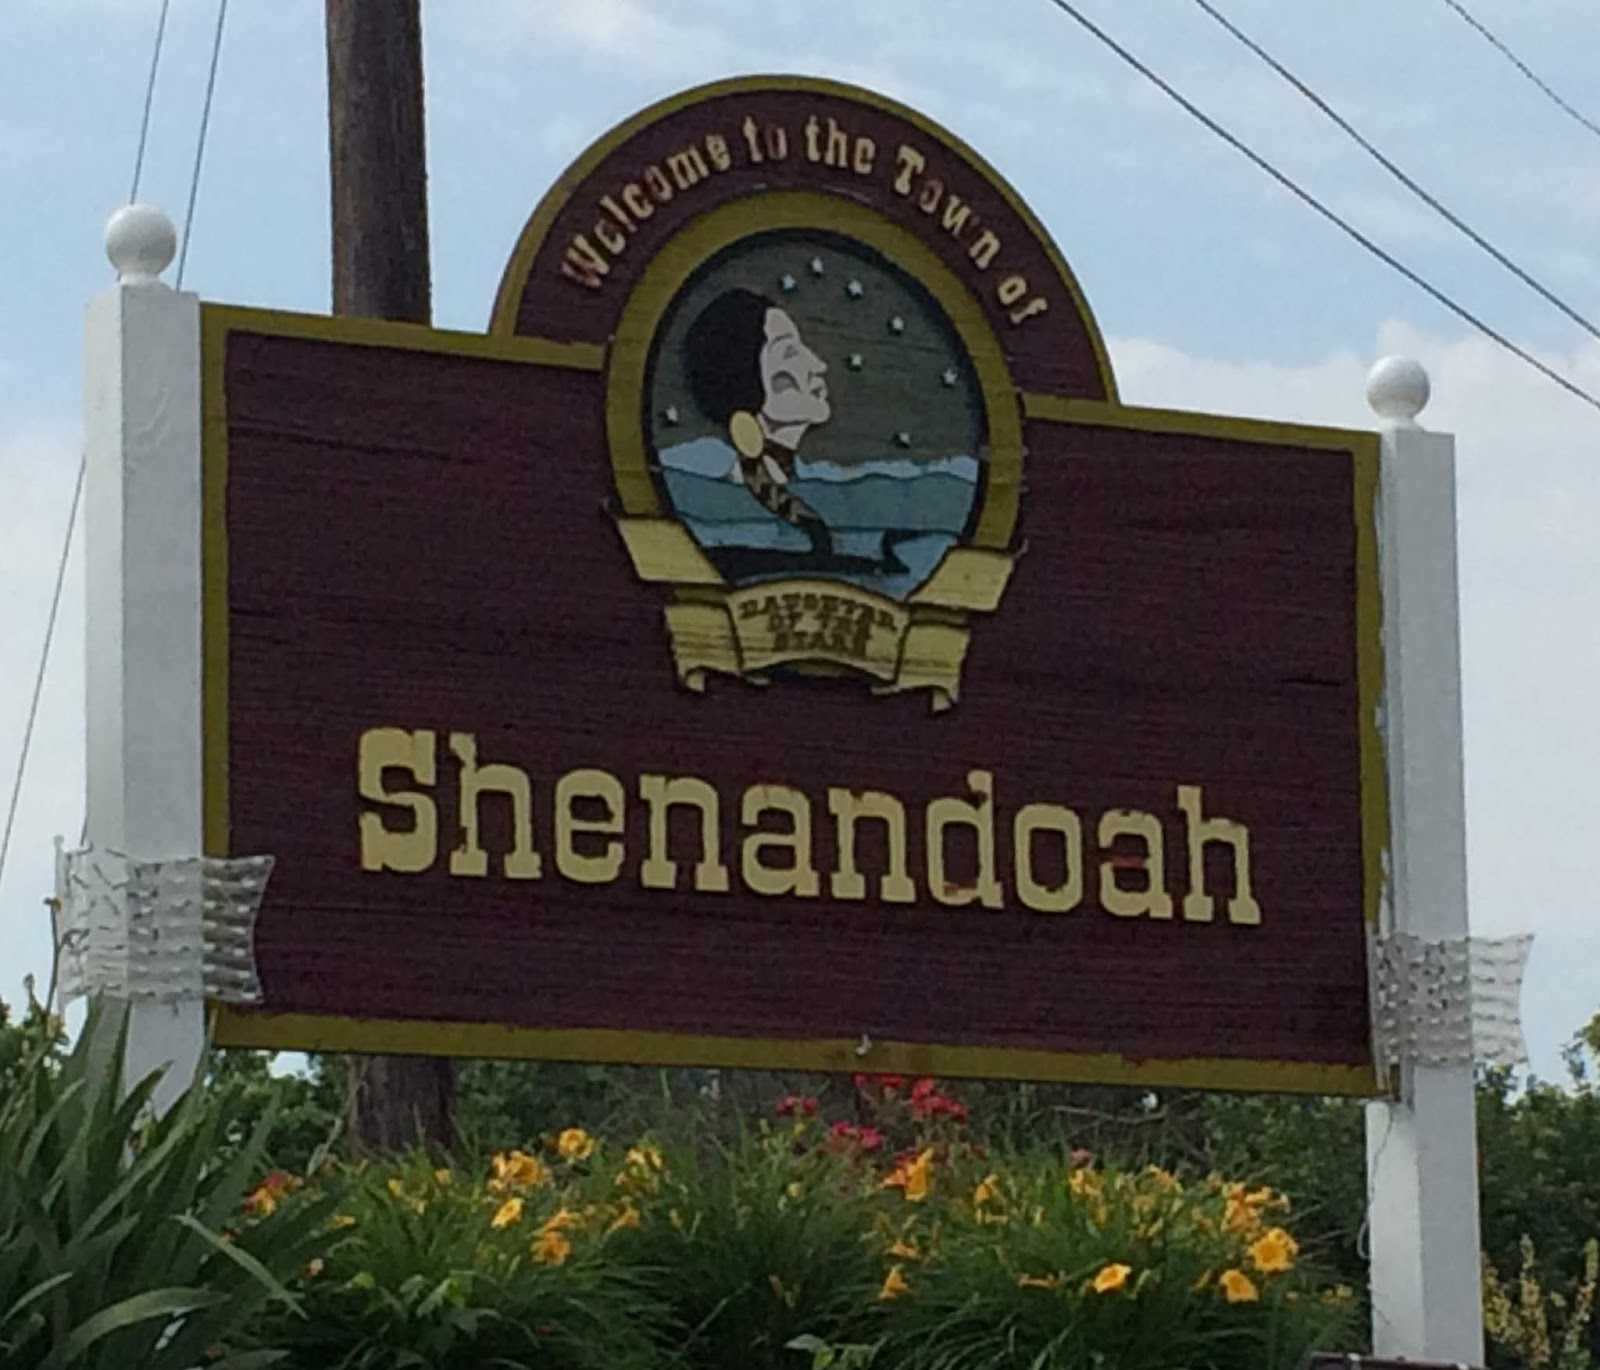 Welcome to the Town of
DAUGHTER
OF THE
STARS
Shenandoah